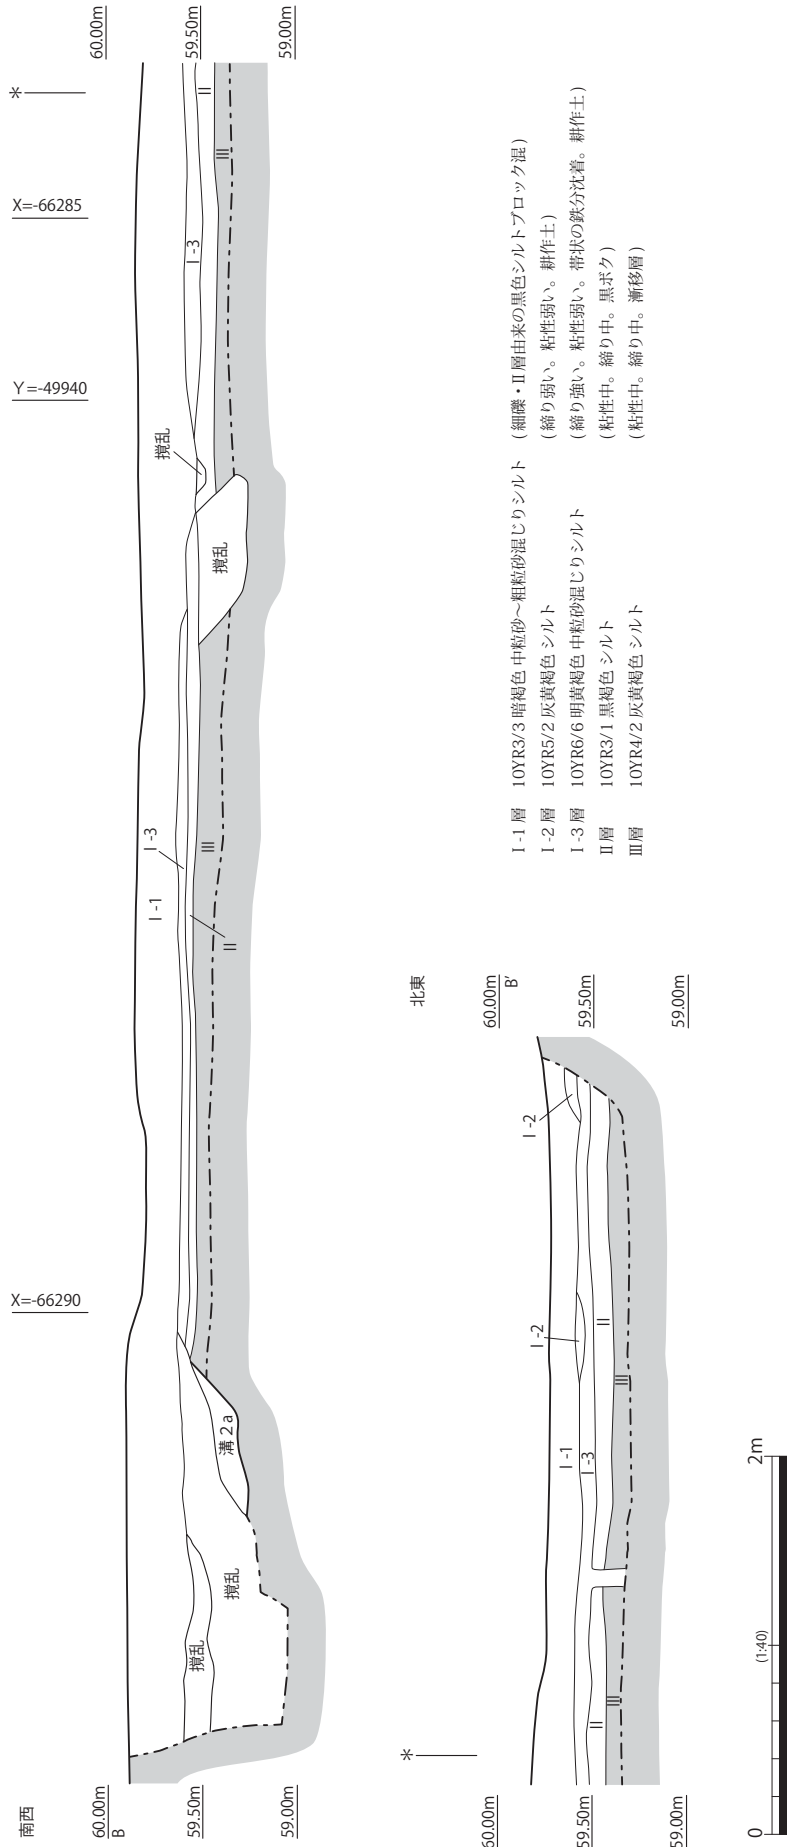 南西
60.00m
B
59.50m
59.00m
X=-66290
Y=-49940
X=-66285
*
60.00m
59.50m
59.00m
撹乱
撹乱
溝2a
Ⅰ-1
Ⅰ-3
Ⅱ
Ⅲ
撹乱
撹乱
Ⅰ-3
Ⅲ
Ⅱ
*
60.00m
59.50m
59.00m
Ⅱ
Ⅲ
Ⅰ-1
Ⅰ-3
Ⅰ-2
Ⅲ
Ⅱ
Ⅰ-2
北東
60.00m
B'
59.50m
59.00m
Ⅰ-1層 10YR3/3 暗褐色 中粒砂～粗粒砂混じりシルト (細礫・Ⅱ層由来の黒色シルトブロック混)
Ⅰ-2層 10YR5/2 灰黄褐色 シルト (締り弱い。粘性弱い。耕作土)
Ⅰ-3層 10YR6/6 明黄褐色 中粒砂混じりシルト (締り強い。粘性弱い。帯状の鉄分沈着。耕作土)
Ⅱ層 10YR3/1 黒褐色 シルト (粘性中。締り中。黒ボク)
Ⅲ層 10YR4/2 灰黄褐色 シルト (粘性中。締り中。漸移層)
0
(1:40)
2m